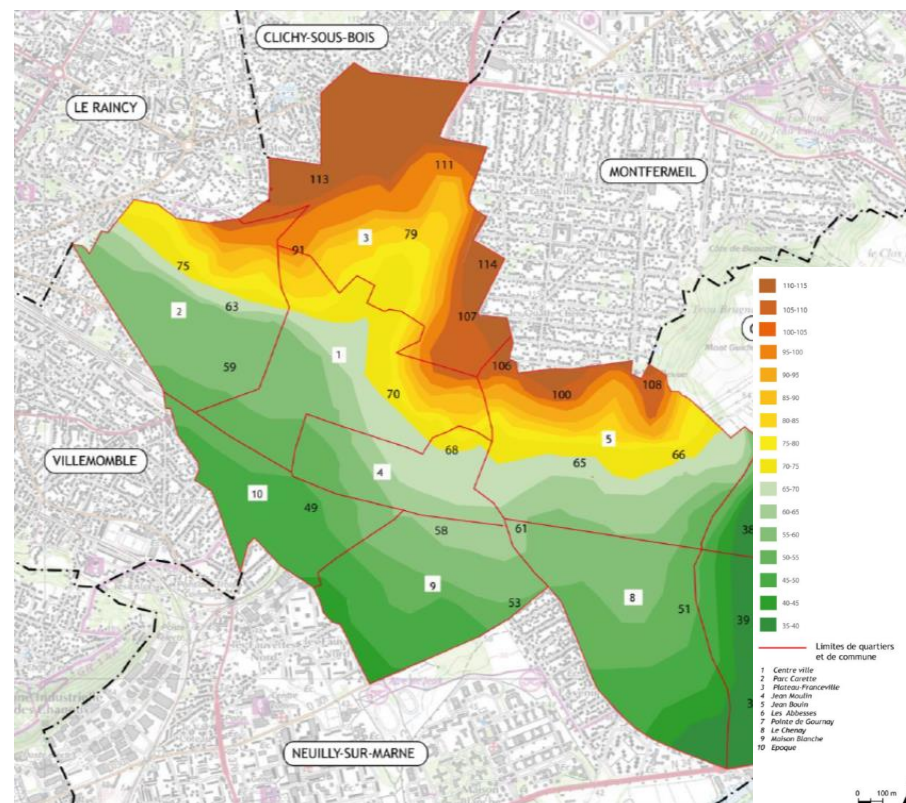 CLICHY-SOUS-BOIS
LE RAINCY
MONTFERMEIL
113
111
3
79
91
75
114
2
63
107
1
59
106
100
108
70
5
68
65
66
VILLEMOMBLE
4
10
49
58
61
38
9
53
8
51
39
NEUILLY-SUR-MARNE
110-115
105-110
100-105
95-100
90-95
85-90
80-85
75-80
70-75
65-70
60-65
55-60
50-55
45-50
40-45
35-40
Limites de quartiers
et de commune
1 Centre ville
2 Parc Carette
3 Plateau-Franceville
4 Jean Moulin
5 Jean Bouin
6 Les Abbesses
7 Pointe de Gournay
8 Le Chenay
9 Maison Blanche
10 Epoque
0 100 m